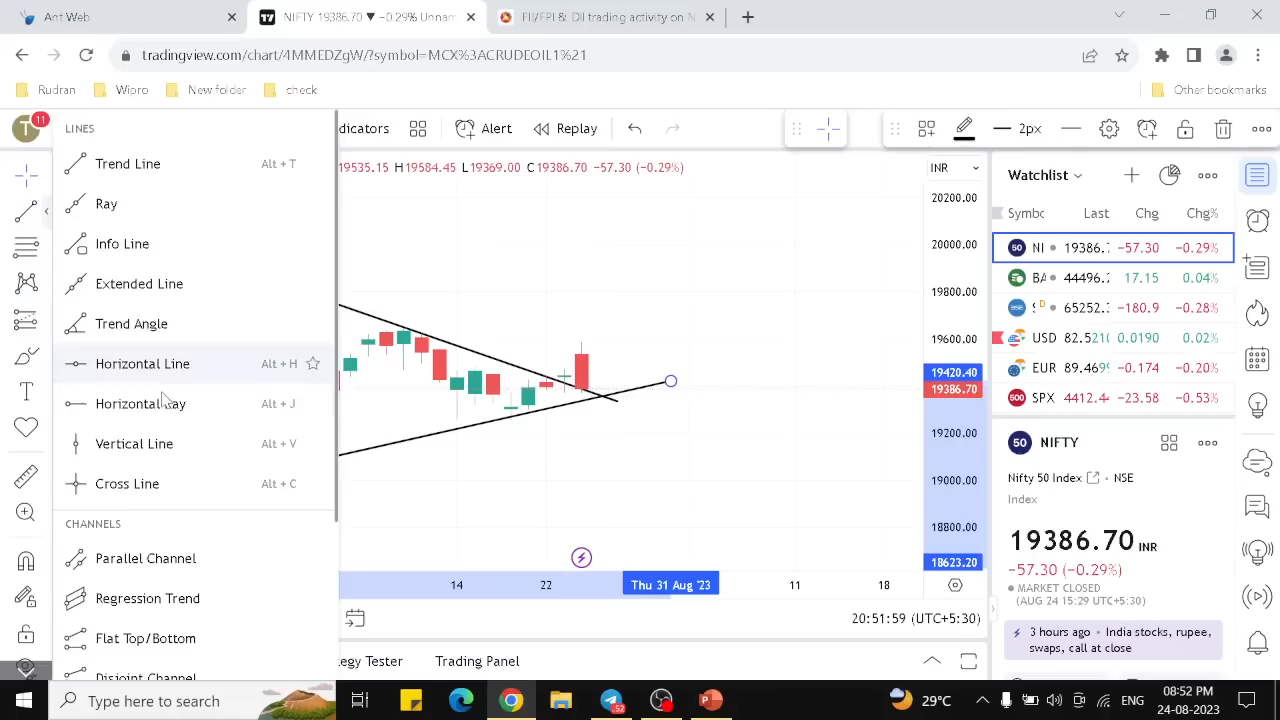 Ant Web
NIFTY 19386.70 ▼ −0.29% Unnam
FII/FPI & DII trading activity on N
tradingview.com/chart/4MMEDZgW/?symbol=MCX%3ACRUDEOIL1%21
Rudran
Wipro
New folder
check
Other bookmarks
T
11
LINES
Trend Line Alt + T
Ray
Info Line
Extended Line
Trend Angle
Horizontal Line Alt + H
Horizontal Ray Alt + J
Vertical Line Alt + V
Cross Line Alt + C
CHANNELS
Parallel Channel
Regression Trend
Flat Top/Bottom
Disjoint Channel
dicators
Alert
Replay
2px
19535.15 H19584.45 L19369.00 C19386.70 −57.30 (−0.29%)
INR
20200.00
20000.00
19800.00
19600.00
19420.40
19386.70
19200.00
19000.00
18800.00
18623.20
14
22
Thu 31 Aug '23
11
18
20:51:59 (UTC+5:30)
tegy Tester
Trading Panel
Watchlist
Symbc Last Chg Chg%
50 NI 19386.7 −57.30 −0.29%
BA 44496.2 17.15 0.04%
S D 65252.3 −180.9 −0.28%
USD 82.5210 0.0190 0.02%
EUR 89.4699 −0.174 −0.20%
500 SPX 4412.44 −23.58 −0.53%
50 NIFTY
Nifty 50 Index • NSE
Index
19386.70 INR
−57.30 (−0.29%)
MARKET CLOSED
(AUG 24 15:29 UTC+5:30)
3 hours ago • India stocks, rupee,
swaps, call at close
Type here to search
52
29°C
ENG
08:52 PM
24-08-2023